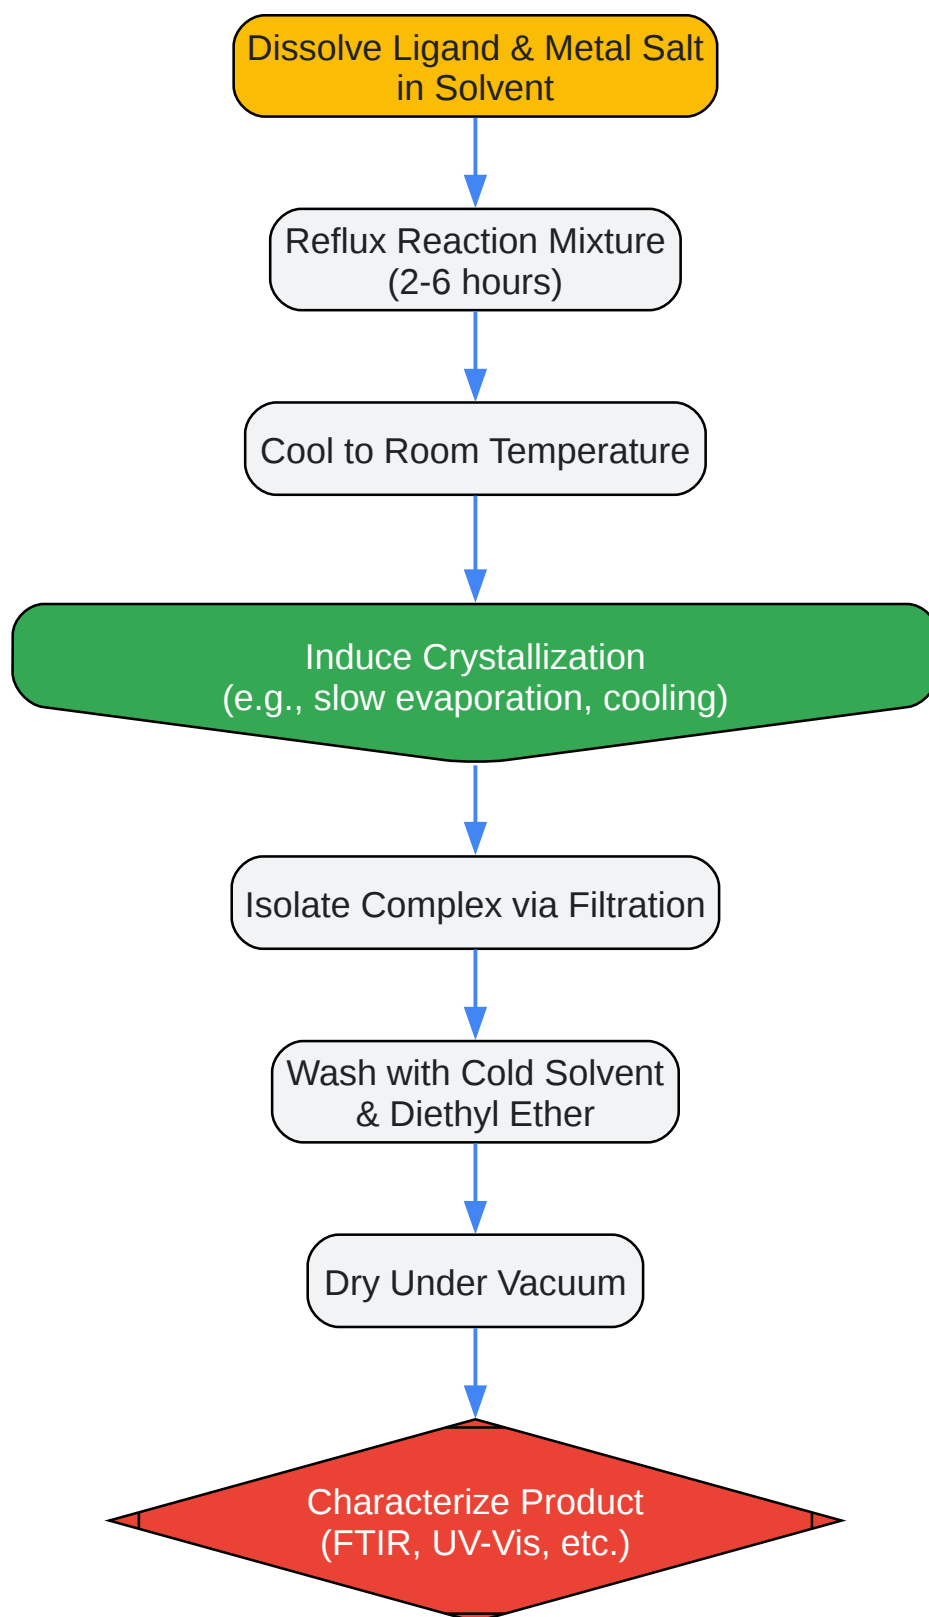 Dissolve Ligand & Metal Salt
in Solvent
Reflux Reaction Mixture
(2-6 hours)
Cool to Room Temperature
Induce Crystallization
(e.g., slow evaporation, cooling)
Isolate Complex via Filtration
Wash with Cold Solvent
& Diethyl Ether
Dry Under Vacuum
Characterize Product
(FTIR, UV-Vis, etc.)